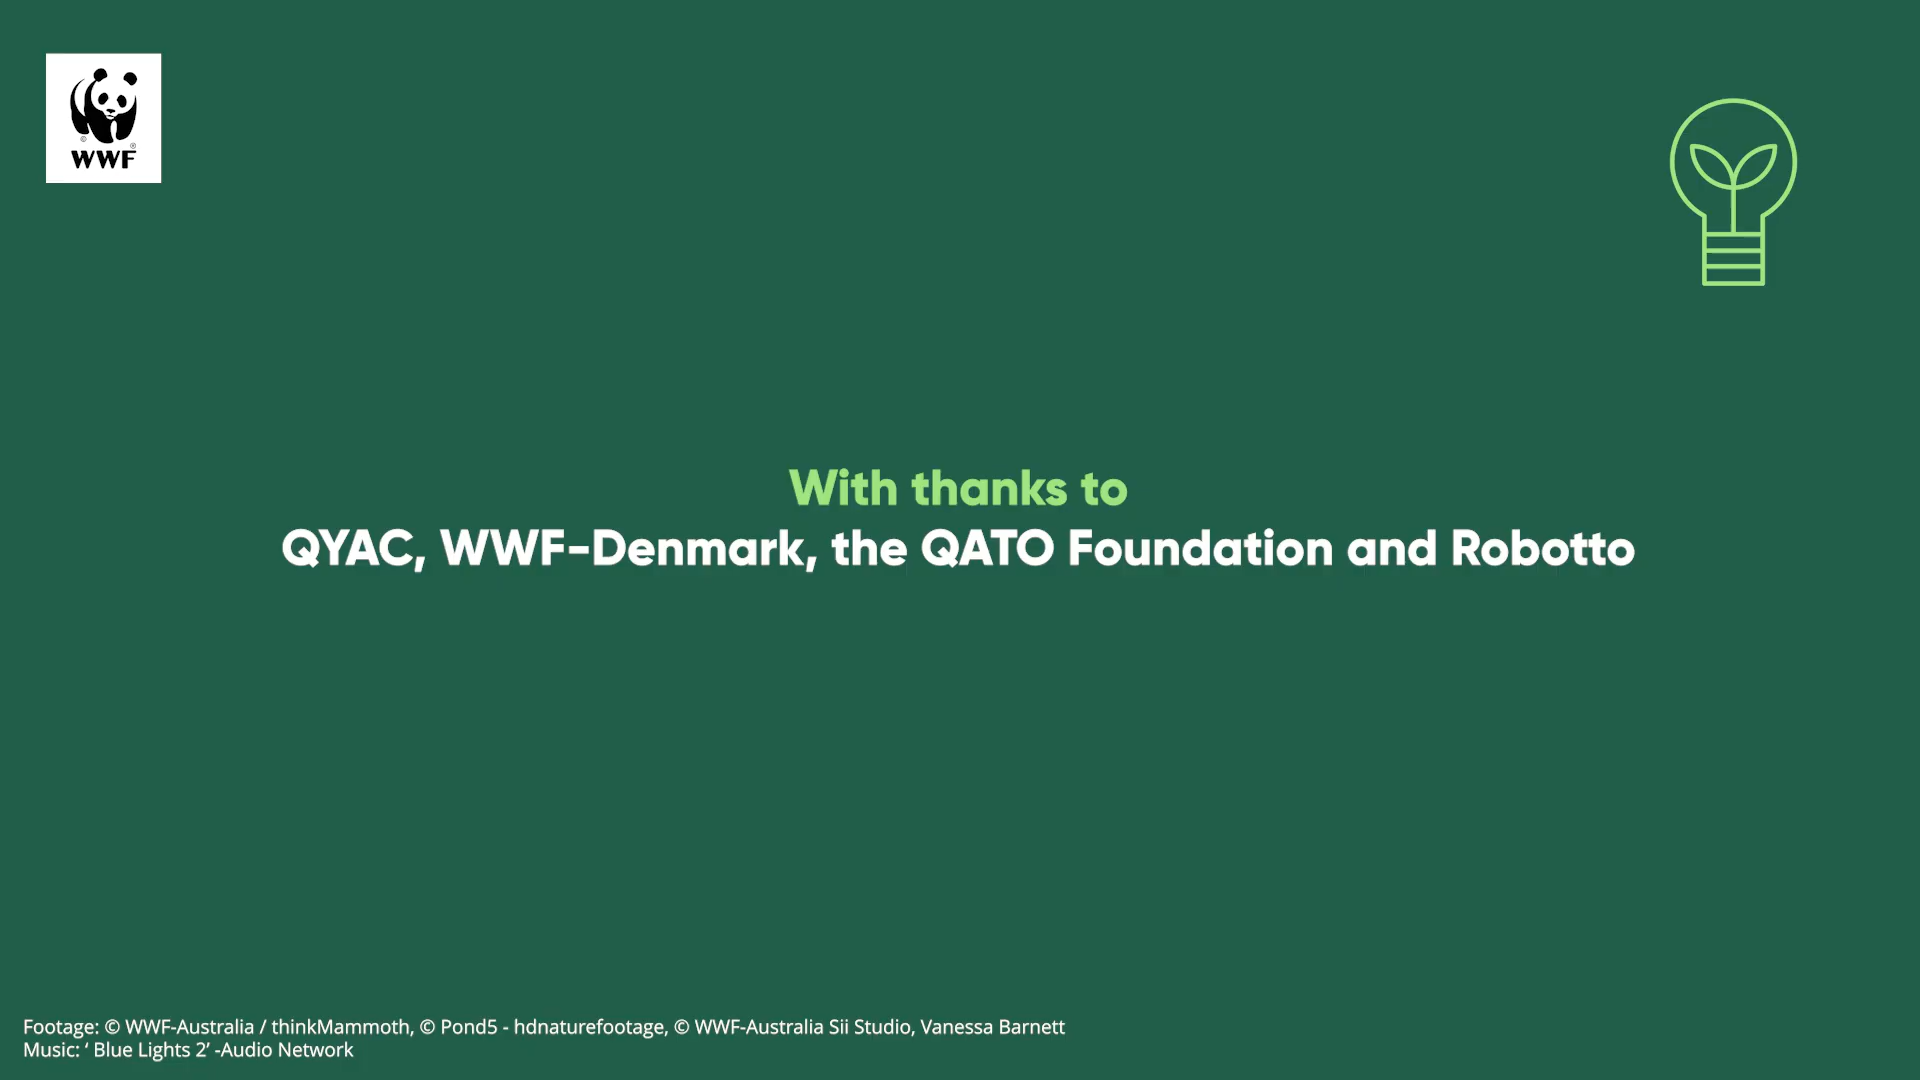 WWF
With thanks to
QYAC, WWF-Denmark, the QATO Foundation and Robotto
Footage: © WWF-Australia / thinkMammoth, © Pond5 - hdnaturefootage, © WWF-Australia Sii Studio, Vanessa Barnett
Music: ‘ Blue Lights 2’ -Audio Network